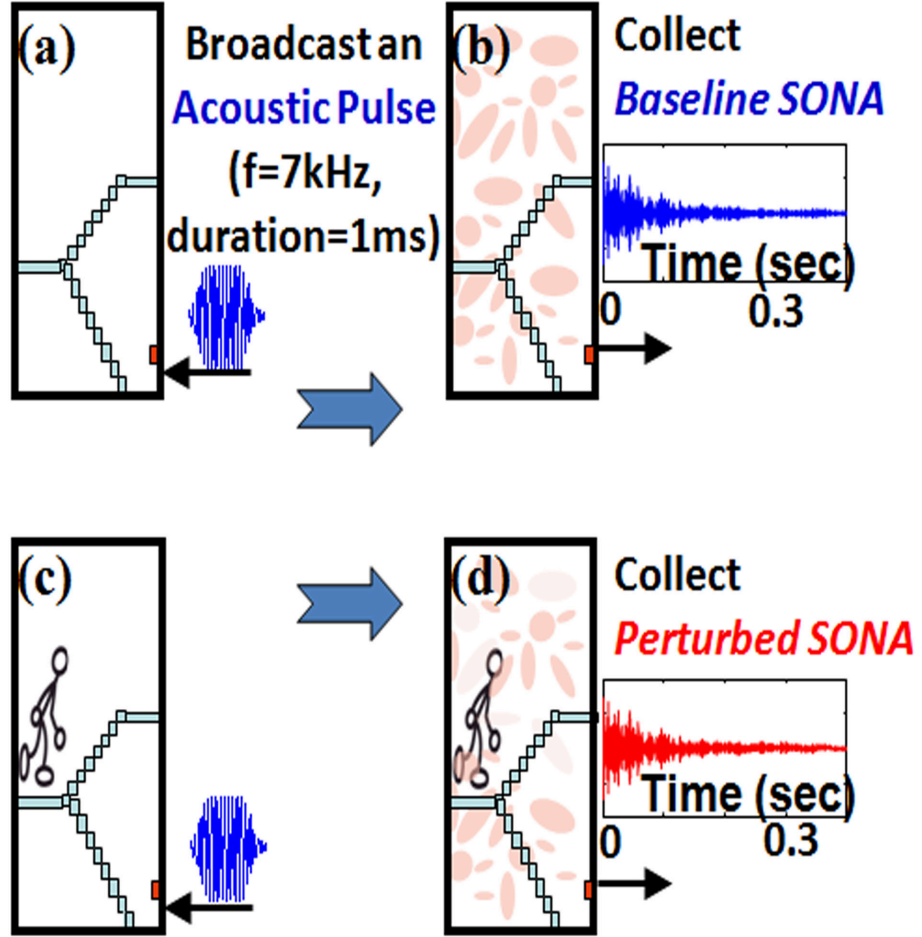 (a)
Broadcast an
Acoustic Pulse
(f=7kHz,
duration=1ms)
(b)
Collect
Baseline SONA
Time (sec)
0 0.3
(c)
(d)
Collect
Perturbed SONA
Time (sec)
0 0.3